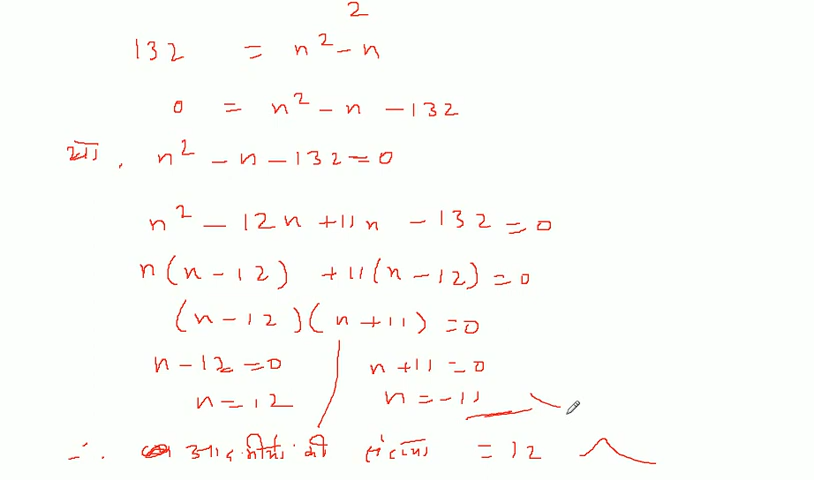 2
132 = n² - n
0 = n² - n - 132
या, n² - n - 132 = 0
n² - 12n + 11n - 132 = 0
n(n - 12) + 11(n - 12) = 0
(n - 12)(n + 11) = 0
n - 12 = 0 n + 11 = 0
n = 12 n = -11
∴ की संख्या = 12